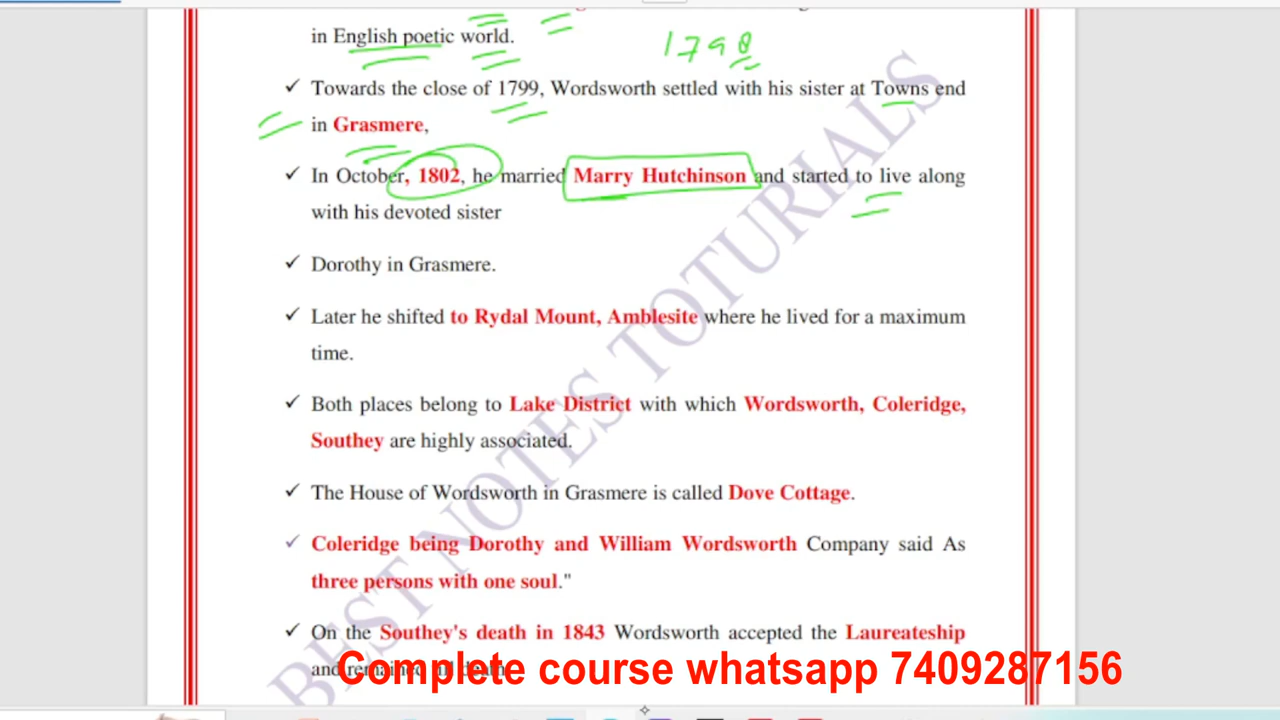 in English poetic world.
1798
✓ Towards the close of 1799, Wordsworth settled with his sister at Towns end
in Grasmere,
✓ In October, 1802, he married Marry Hutchinson and started to live along
with his devoted sister
✓ Dorothy in Grasmere.
✓ Later he shifted to Rydal Mount, Amblesite where he lived for a maximum
time.
✓ Both places belong to Lake District with which Wordsworth, Coleridge,
Southey are highly associated.
✓ The House of Wordsworth in Grasmere is called Dove Cottage.
✓ Coleridge being Dorothy and William Wordsworth Company said As
three persons with one soul."
✓ On the Southey's death in 1843 Wordsworth accepted the Laureateship
and
Complete course whatsapp 7409287156
BEST NOTES TOTURIALS